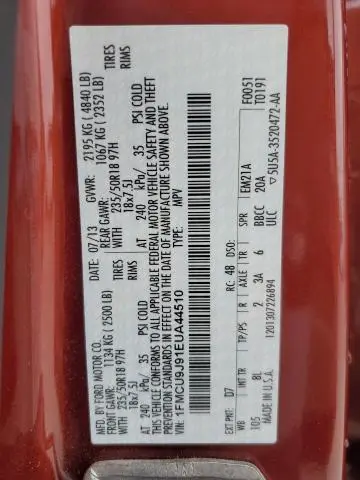 MFD. BY FORD MOTOR CO.
DATE: 07/13 GVWR: 2195 KG ( 4840 LB)
FRONT GAWR: REAR GAWR:
1134 KG ( 2500 LB) 1067 KG ( 2352 LB)
WITH TIRES WITH TIRES
235/50R18 97H 235/50R18 97H
18x7.5J RIMS 18x7.5J RIMS
AT 240 kPa/ 35 PSI COLD AT 240 kPa/ 35 PSI COLD
THIS VEHICLE CONFORMS TO ALL APPLICABLE FEDERAL MOTOR VEHICLE SAFETY AND THEFT
PREVENTION STANDARDS IN EFFECT ON THE DATE OF MANUFACTURE SHOWN ABOVE.
VIN: 1FMCU9J91EUA44510
TYPE: MPV
EXT PNT: D7 RC: 48 DSO: F0051
T0191
WB INT TR TP/PS R AXLE TR SPR EM21A
105 8L 2 3A 6 BBCC 20A
ULC
MADE IN U.S.A. 1201307226894 5U5A-3520472-AA